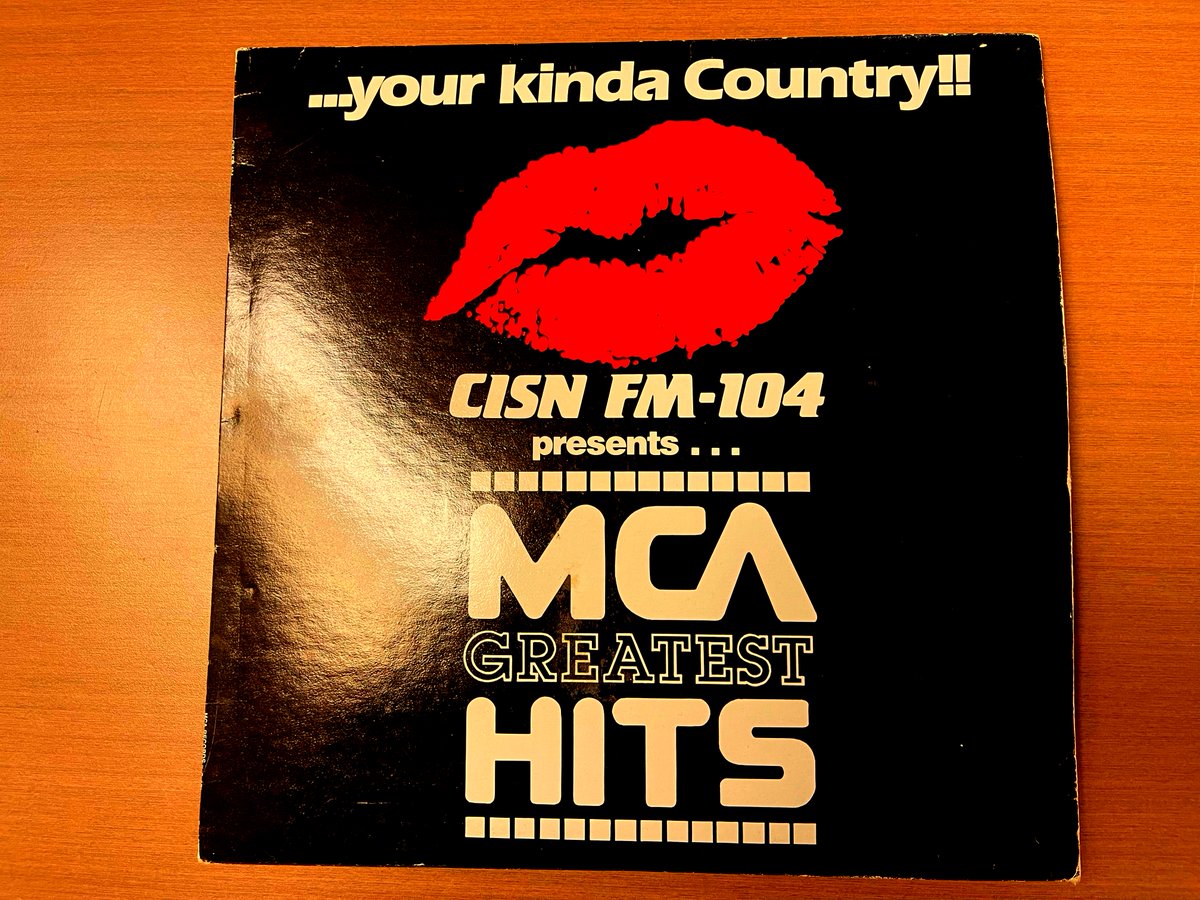 ...your kinda Country!!
CISN FM-104
presents . . .
MCA
GREATEST
HITS